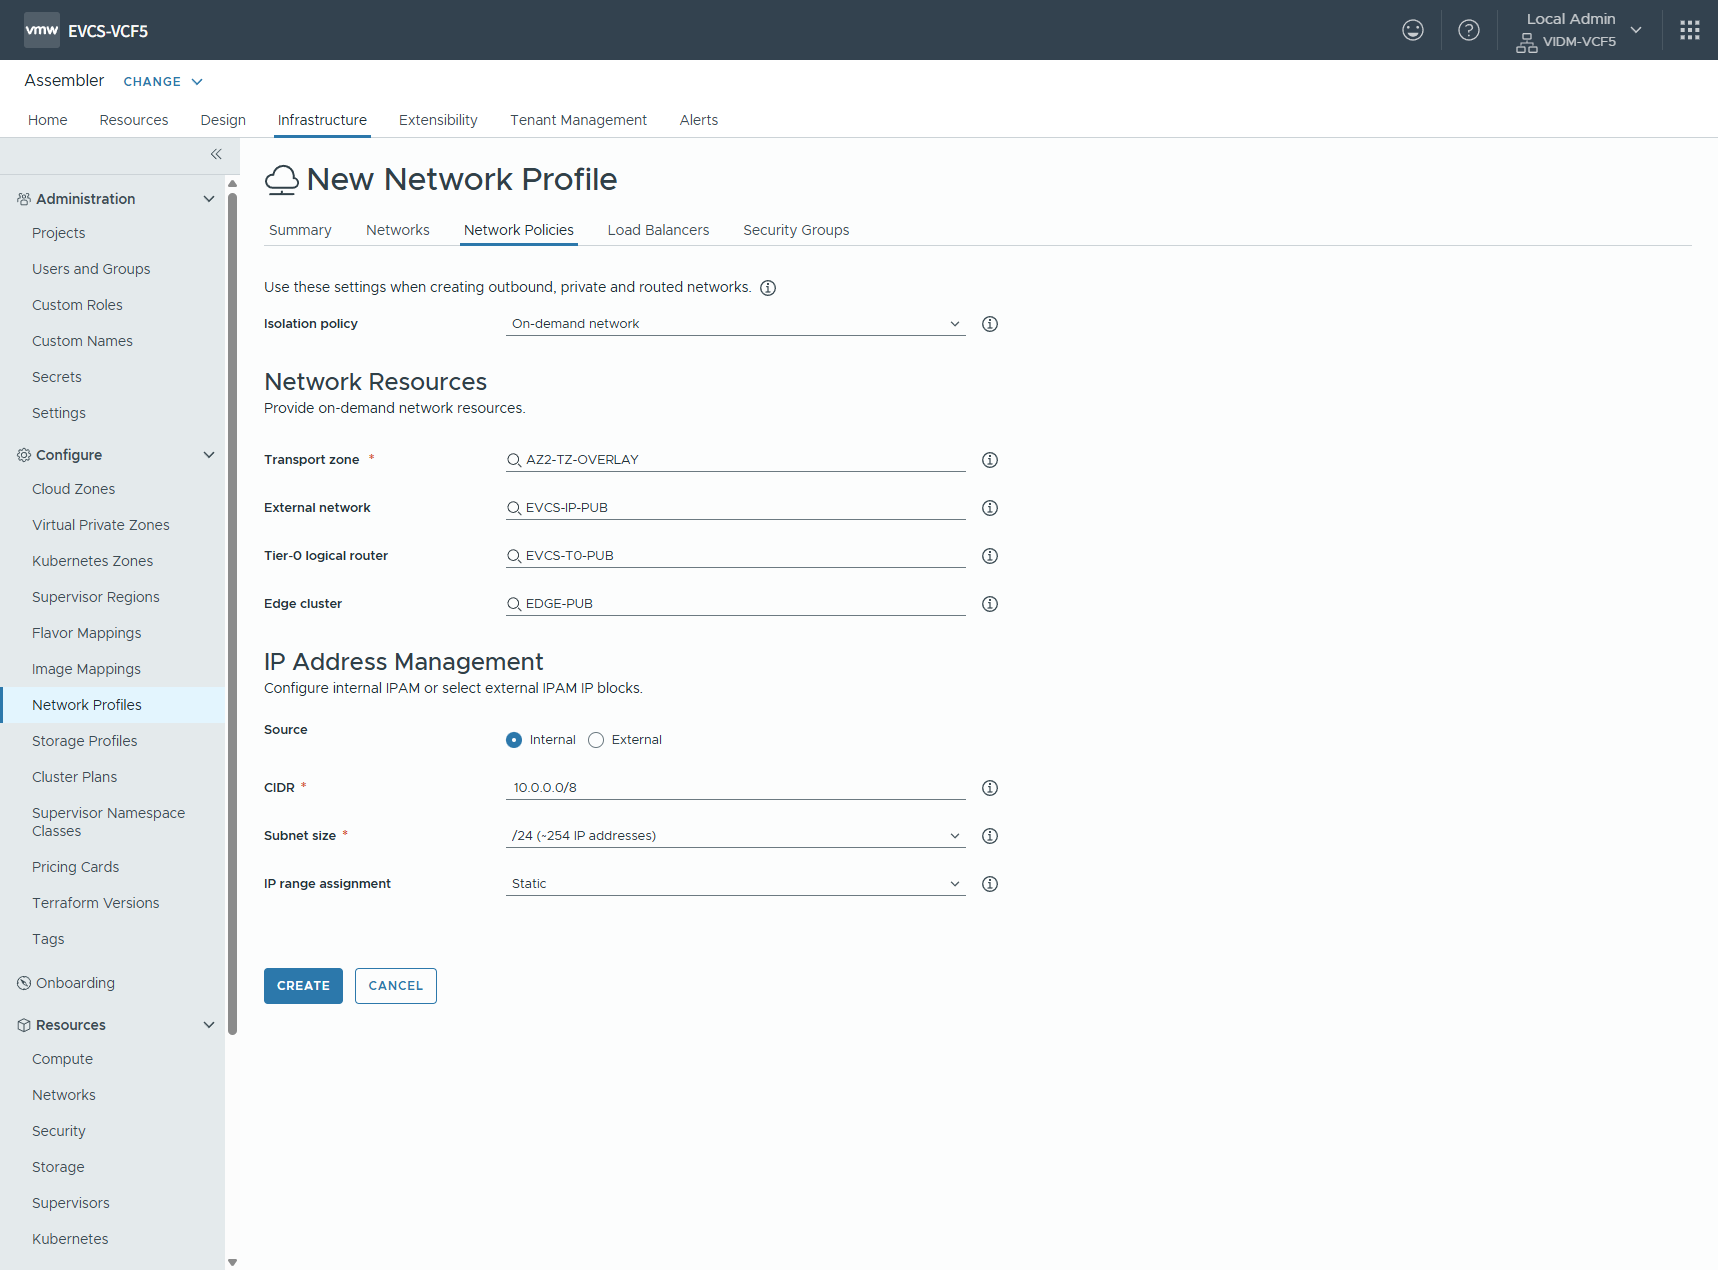 vmw EVCS-VCF5
Local Admin
VIDM-VCF5
Assembler CHANGE
Home Resources Design Infrastructure Extensibility Tenant Management Alerts
Administration
Projects
Users and Groups
Custom Roles
Custom Names
Secrets
Settings
Configure
Cloud Zones
Virtual Private Zones
Kubernetes Zones
Supervisor Regions
Flavor Mappings
Image Mappings
Network Profiles
Storage Profiles
Cluster Plans
Supervisor Namespace
Classes
Pricing Cards
Terraform Versions
Tags
Onboarding
Resources
Compute
Networks
Security
Storage
Supervisors
Kubernetes
New Network Profile
Summary Networks Network Policies Load Balancers Security Groups
Use these settings when creating outbound, private and routed networks.
Isolation policy On-demand network
Network Resources
Provide on-demand network resources.
Transport zone * AZ2-TZ-OVERLAY
External network EVCS-IP-PUB
Tier-0 logical router EVCS-T0-PUB
Edge cluster EDGE-PUB
IP Address Management
Configure internal IPAM or select external IPAM IP blocks.
Source Internal External
CIDR * 10.0.0.0/8
Subnet size * /24 (~254 IP addresses)
IP range assignment Static
CREATE CANCEL